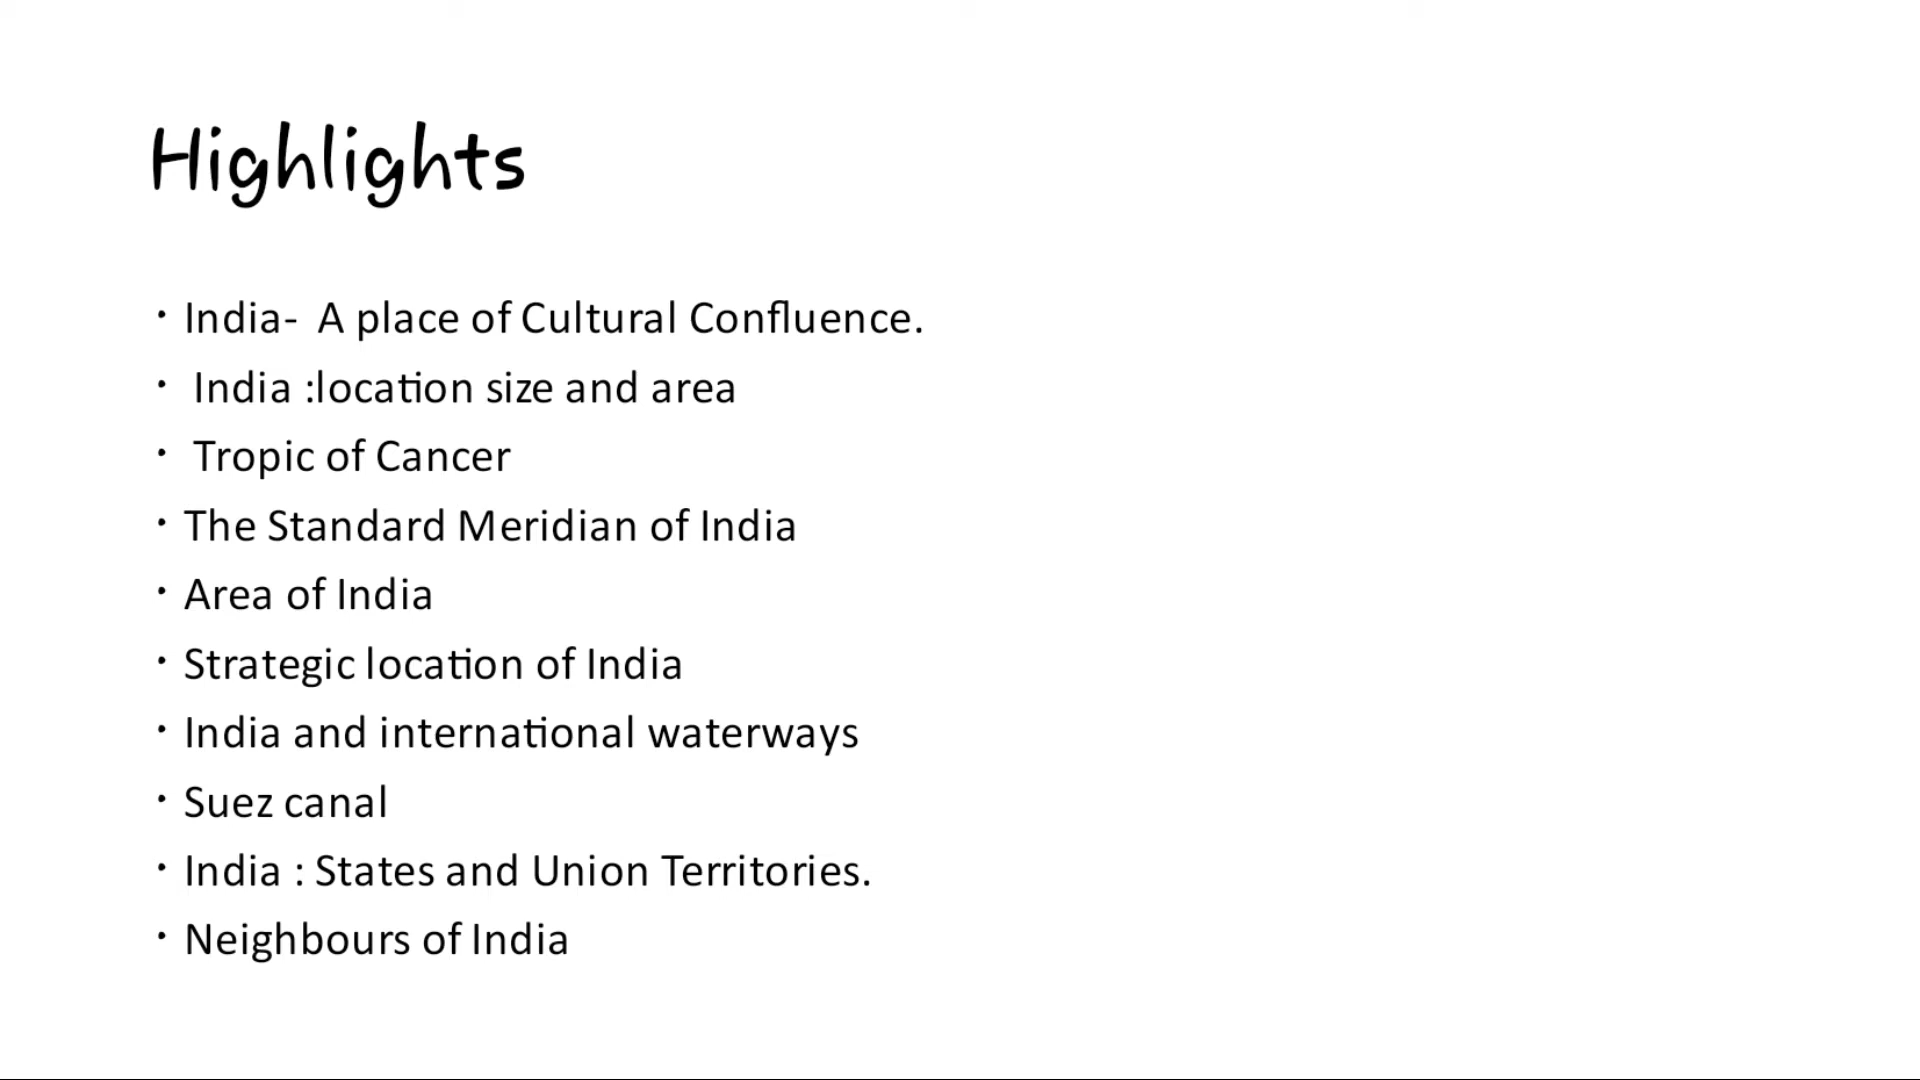 Highlights
• India-  A place of Cultural Confluence.
•  India :location size and area
•  Tropic of Cancer
• The Standard Meridian of India
• Area of India
• Strategic location of India
• India and international waterways
• Suez canal
• India : States and Union Territories.
• Neighbours of India